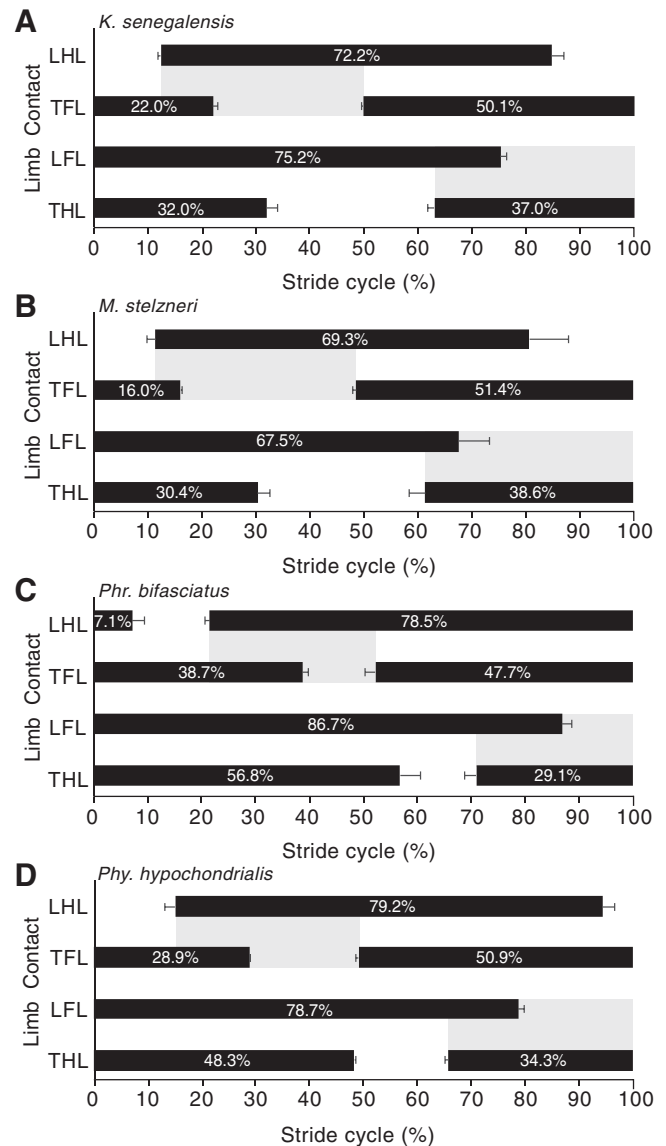 A K. senegalensis
LHL 72.2%
TFL 22.0% 50.1%
LFL 75.2%
THL 32.0% 37.0%
Limb Contact
0 10 20 30 40 50 60 70 80 90 100
Stride cycle (%)
B M. stelzneri
LHL 69.3%
TFL 16.0% 51.4%
LFL 67.5%
THL 30.4% 38.6%
Limb Contact
0 10 20 30 40 50 60 70 80 90 100
Stride cycle (%)
C Phr. bifasciatus
LHL 7.1% 78.5%
TFL 38.7% 47.7%
LFL 86.7%
THL 56.8% 29.1%
Limb Contact
0 10 20 30 40 50 60 70 80 90 100
Stride cycle (%)
D Phy. hypochondrialis
LHL 79.2%
TFL 28.9% 50.9%
LFL 78.7%
THL 48.3% 34.3%
Limb Contact
0 10 20 30 40 50 60 70 80 90 100
Stride cycle (%)